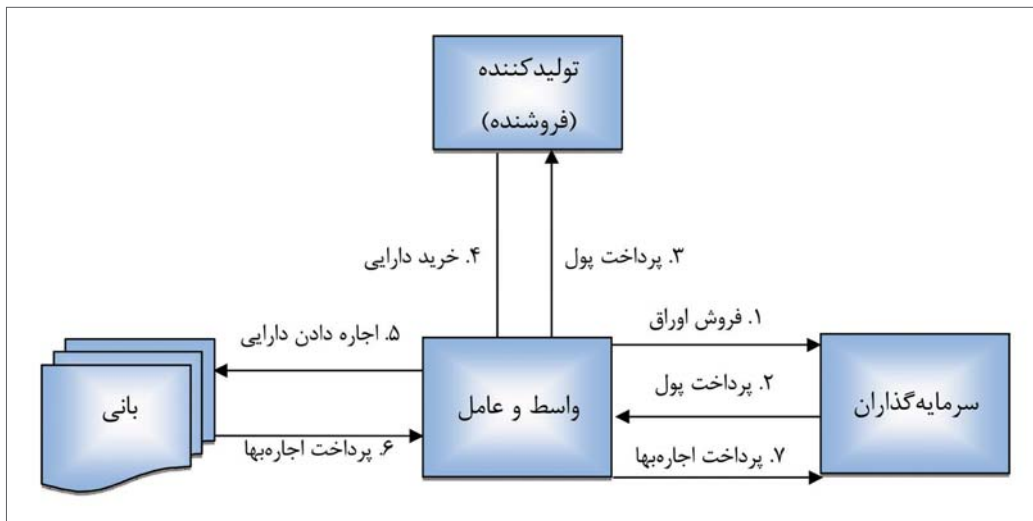 تولیدکننده
(فروشنده)
۴. خرید دارایی
۳. پرداخت پول
۱. فروش اوراق
۵. اجاره دادن دارایی
۲. پرداخت پول
سرمایه‌گذاران
واسط و عامل
بانی
۶. پرداخت اجاره‌بها
۷. پرداخت اجاره‌بها